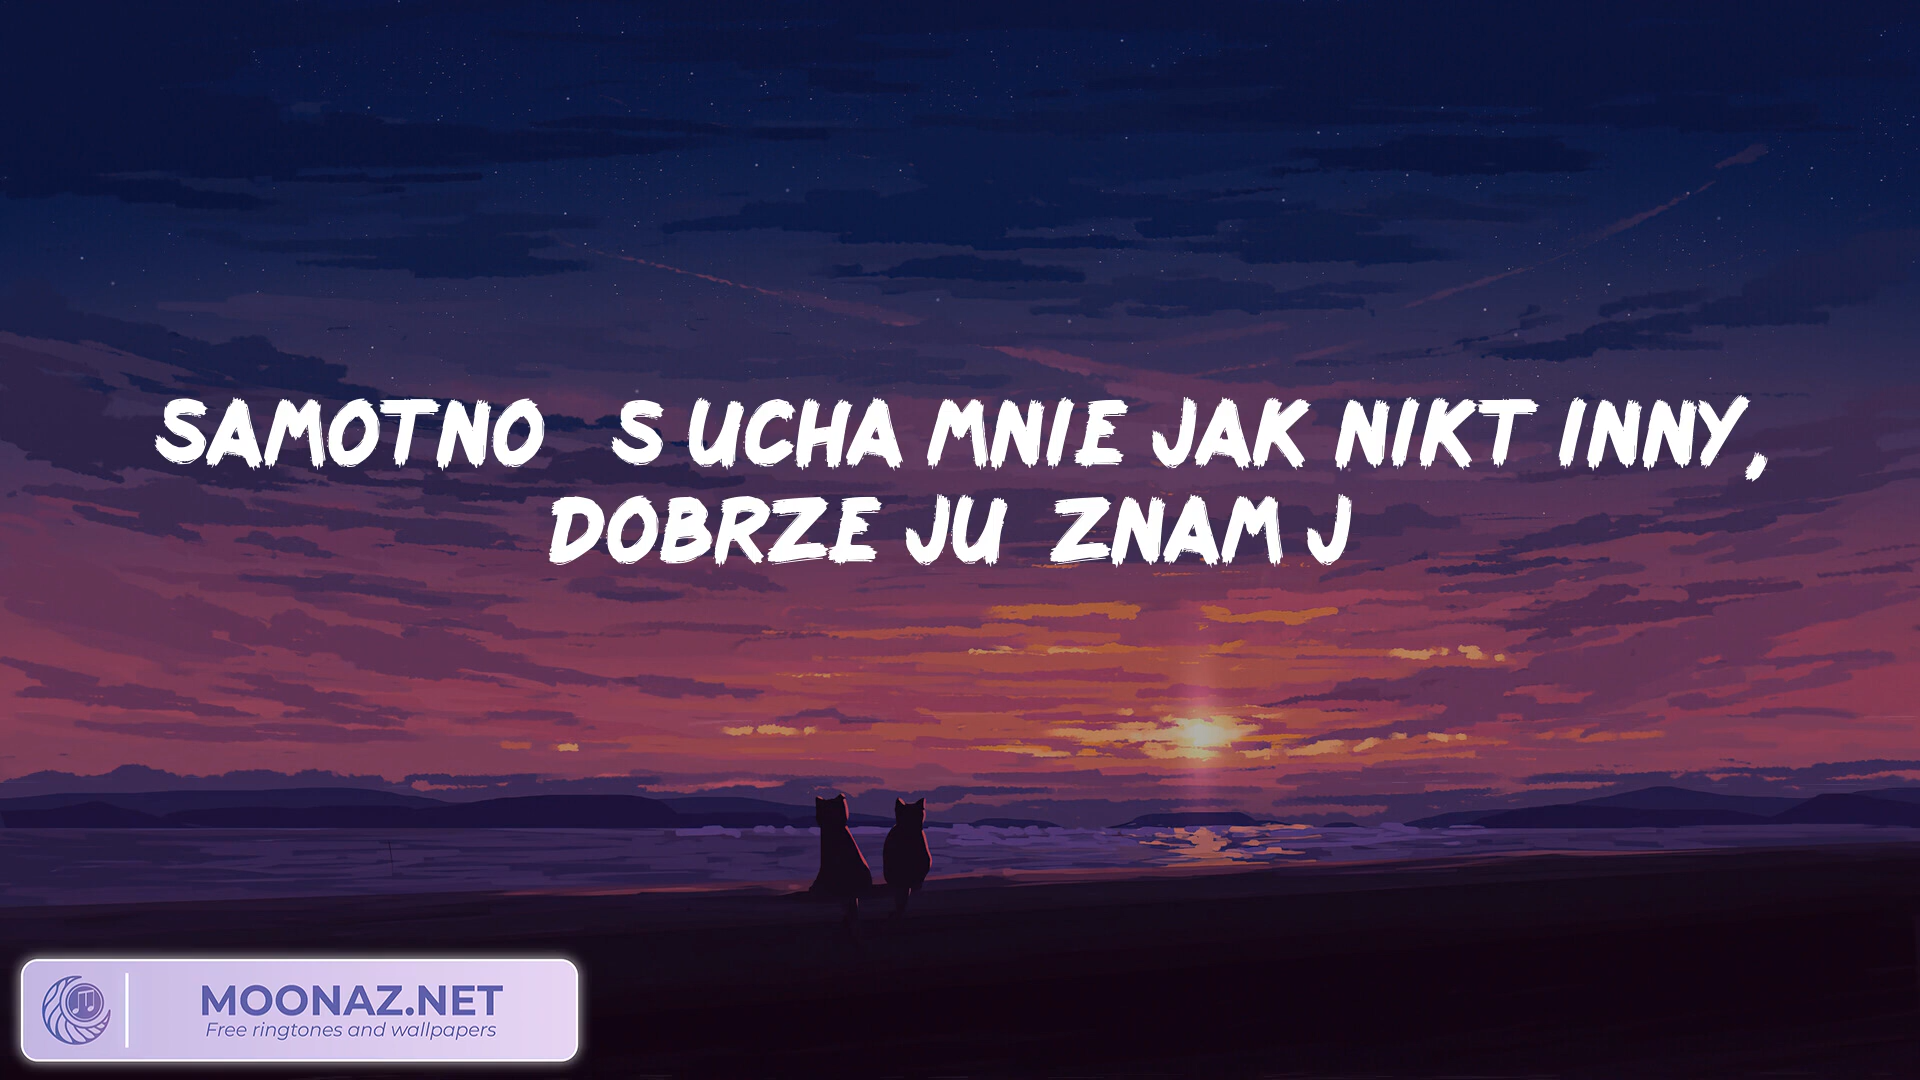 SAMOTNO   S UCHA MNIE JAK NIKT INNY,
DOBRZE JU  ZNAM J
MOONAZ.NET
Free ringtones and wallpapers